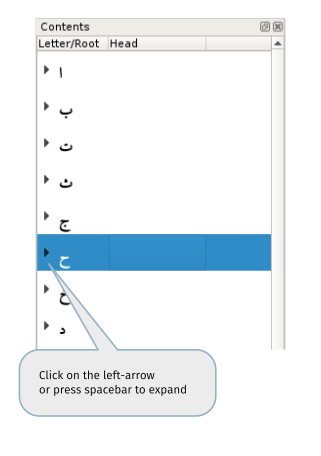 Contents
Letter/Root Head
ا
ب
ت
ث
ج
ح
د
Click on the left-arrow
or press spacebar to expand